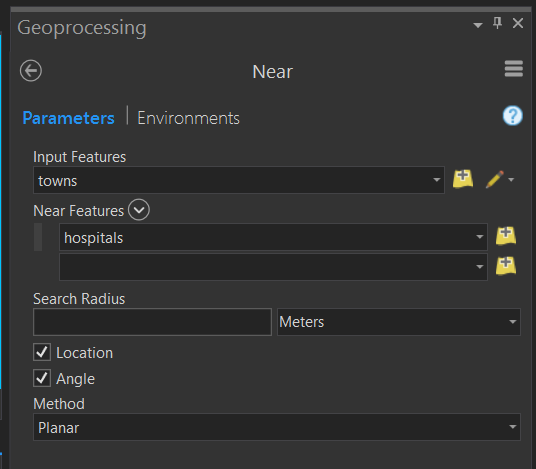 Geoprocessing
Near
Parameters | Environments
Input Features
towns
Near Features
hospitals
Search Radius
Meters
Location
Angle
Method
Planar